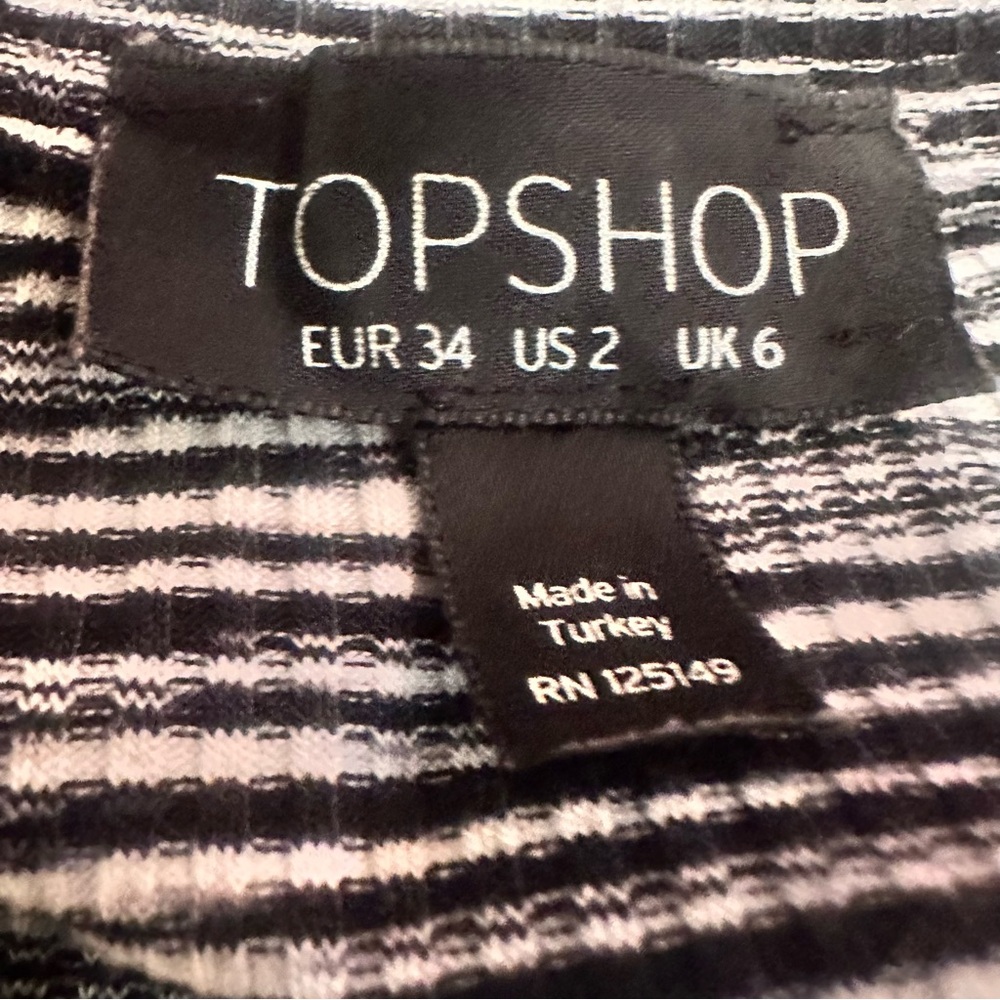 TOPSHOP
EUR 34 US 2 UK 6
Made in
Turkey
RN 125149